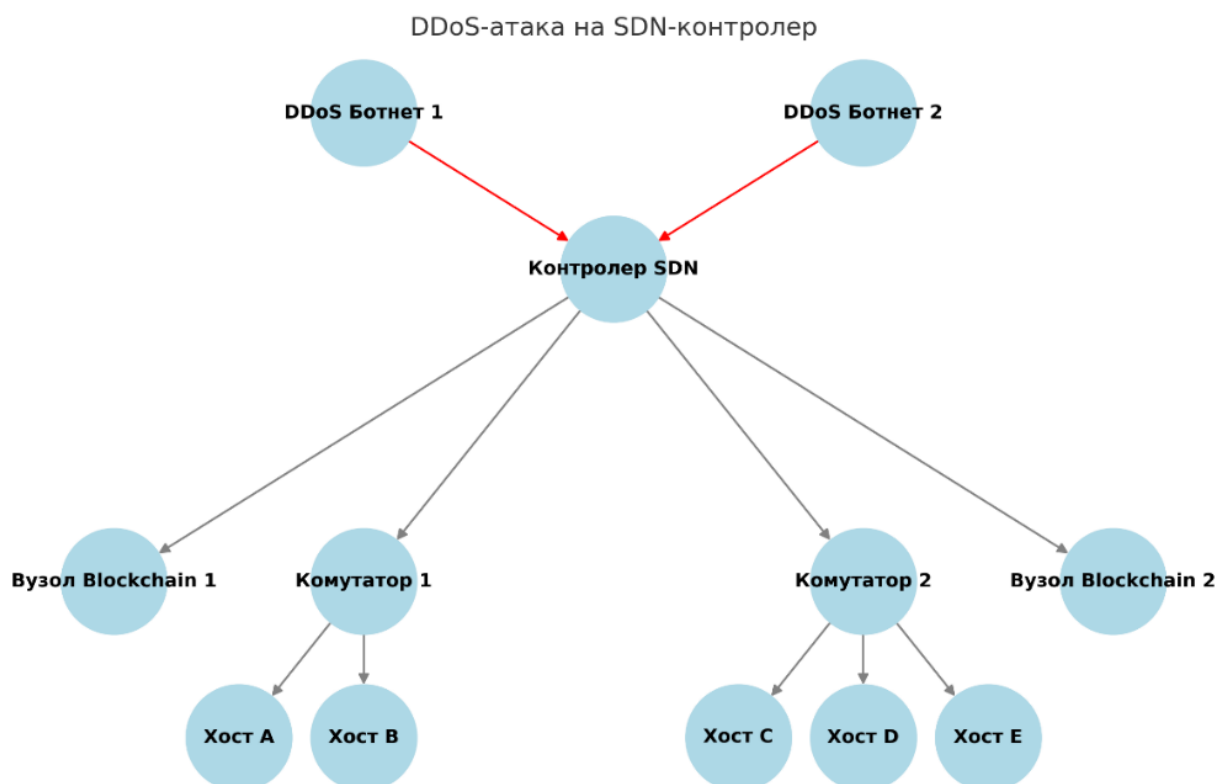 DDoS-атака на SDN-контролер
DDoS Ботнет 1
DDoS Ботнет 2
Контролер SDN
Вузол Blockchain 1
Комутатор 1
Комутатор 2
Вузол Blockchain 2
Хост A
Хост B
Хост C
Хост D
Хост E